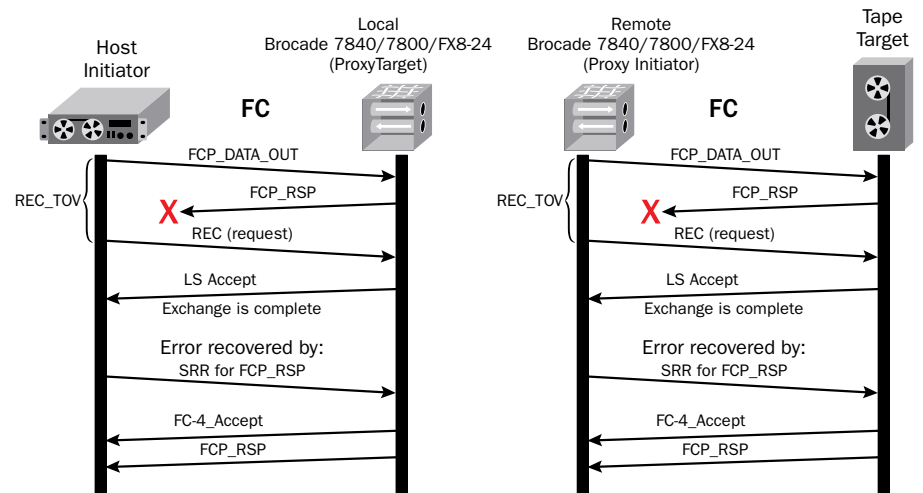 Host
Initiator
Local
Brocade 7840/7800/FX8-24
(ProxyTarget)
Remote
Brocade 7840/7800/FX8-24
(Proxy Initiator)
Tape
Target
FC
FC
FCP_DATA_OUT
FCP_RSP
REC_TOV
X
REC (request)
LS Accept
Exchange is complete
Error recovered by:
SRR for FCP_RSP
FC-4_Accept
FCP_RSP
FCP_DATA_OUT
FCP_RSP
REC_TOV
X
REC (request)
LS Accept
Exchange is complete
Error recovered by:
SRR for FCP_RSP
FC-4_Accept
FCP_RSP